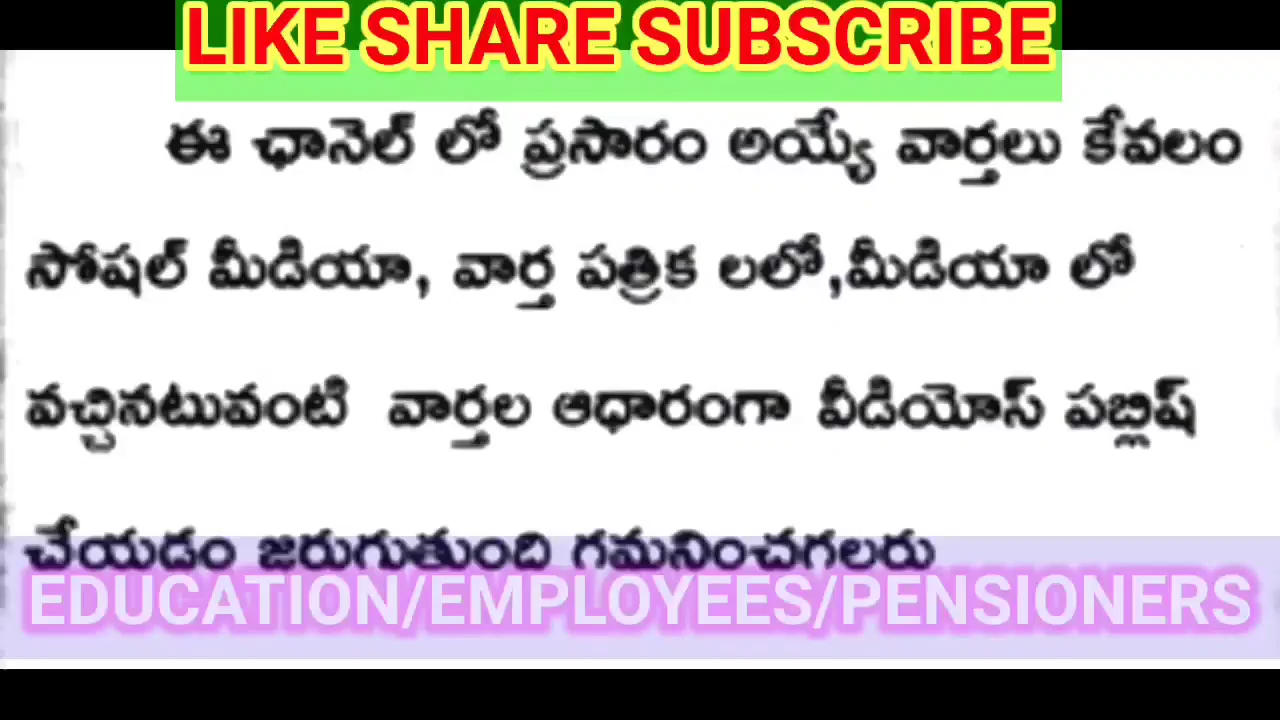 LIKE SHARE SUBSCRIBE
ఈ ఛానెల్ లో ప్రసారం అయ్యే వార్తలు కేవలం
సోషల్ మీడియా, వార్త పత్రిక లలో,మీడియా లో
వచ్చినటువంటి వార్తల ఆధారంగా వీడియోస్ పబ్లిష్
చేయడం జరుగుతుంది గమనించగలరు
EDUCATION/EMPLOYEES/PENSIONERS